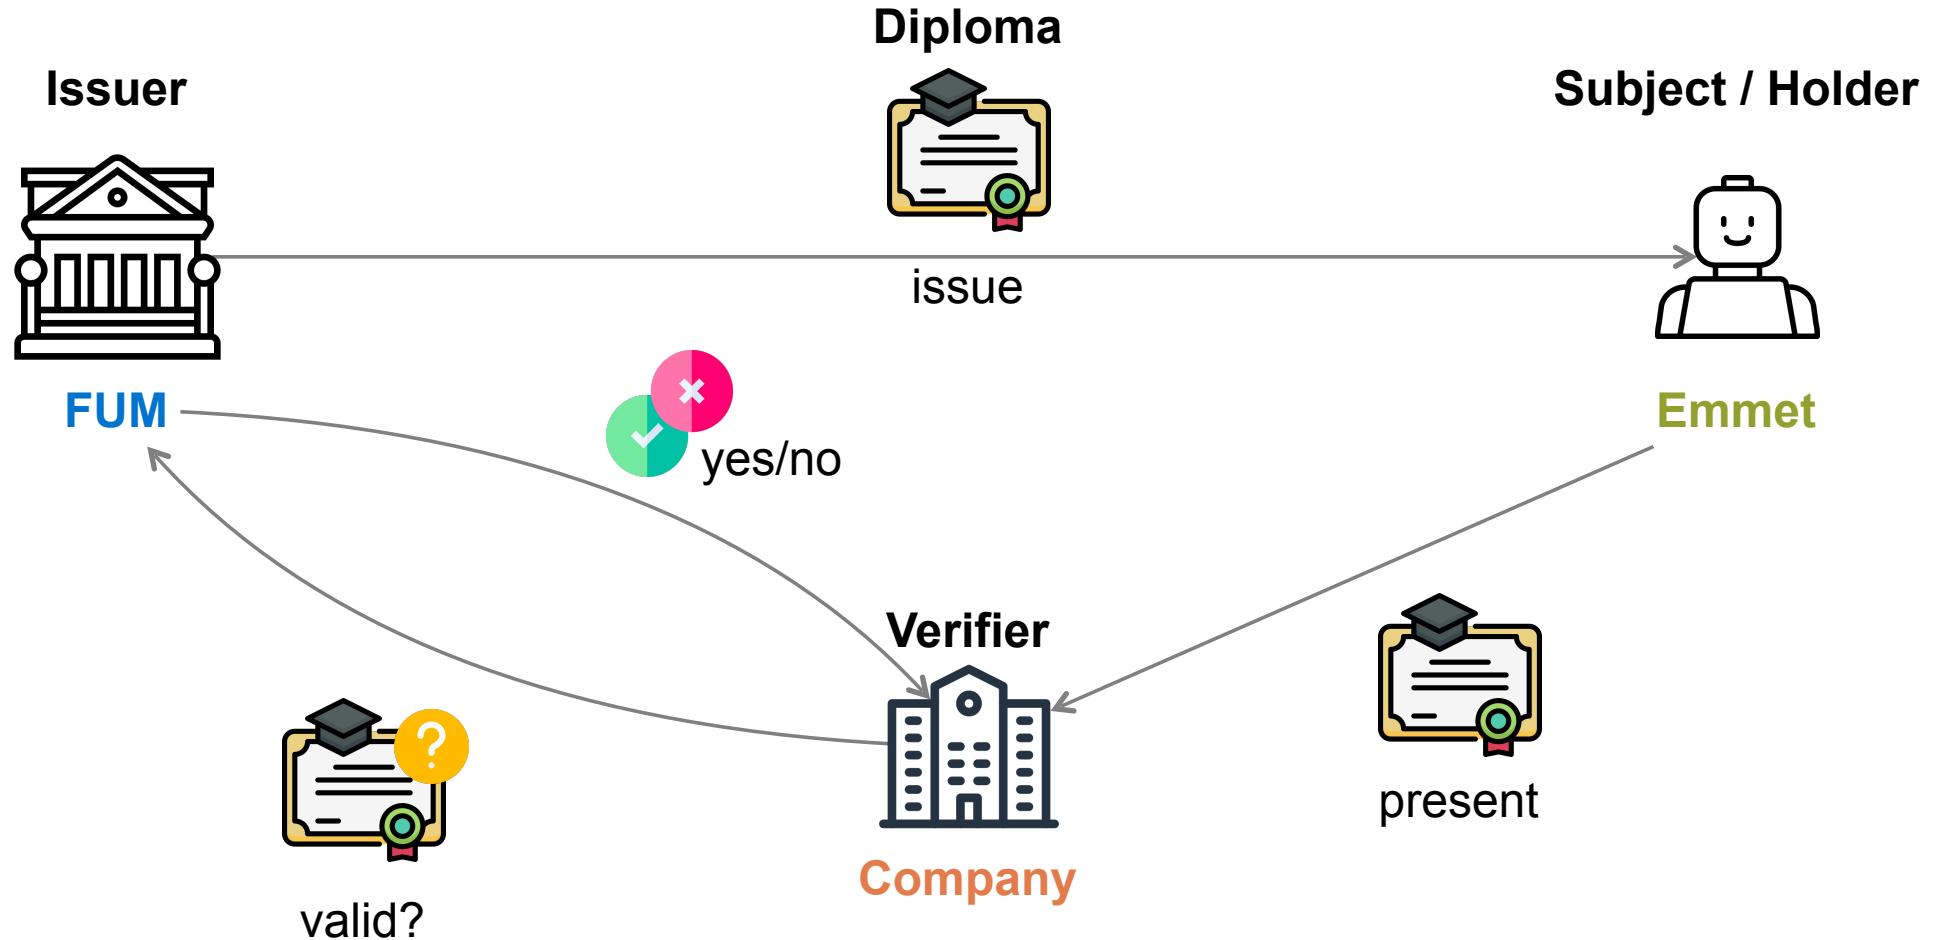 Diploma
Issuer
Subject / Holder
issue
FUM
Emmet
yes/no
Verifier
present
Company
valid?